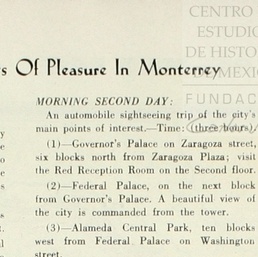 CENTRO
ESTUDIO
DE HISTO
DE MEXIC
FUNDAC
s Of Pleasure In Monterrey
MORNING SECOND DAY:
An automobile sightseeing trip of the city's
main points of interest.—Time: (three hours)
(1)—Governor's Palace on Zaragoza street,
six blocks north from Zaragoza Plaza; visit
the Red Reception Room on the Second floor.
(2)—Federal Palace, on the next block
from Governor's Palace. A beautiful view of
the city is commanded from the tower.
(3)—Alameda Central Park, ten blocks
west from Federal Palace on Washington
street.